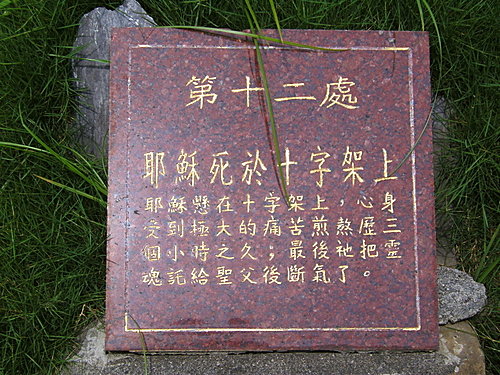 第十二處
耶穌死於十字架上
耶穌懸在十字架上，心身
受到極大的痛苦煎熬歷三
個小時之久；最後祂把靈
魂託給聖父後斷氣了。